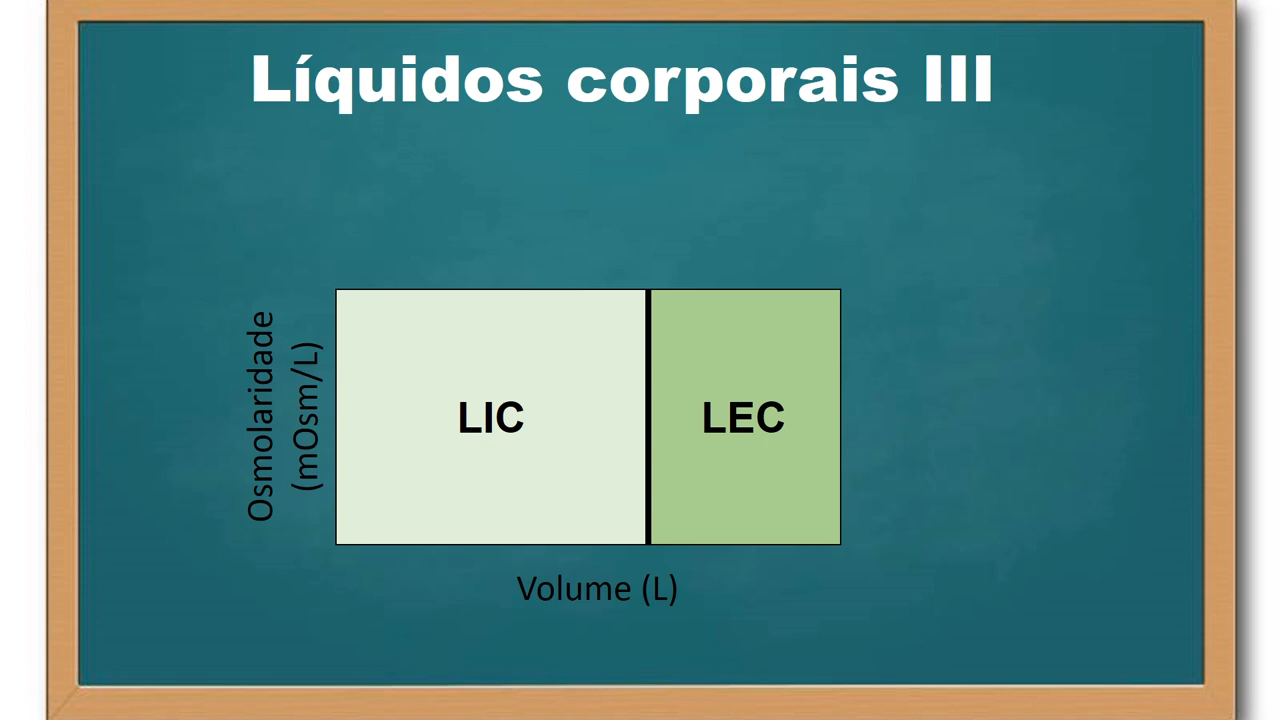 Líquidos corporais III
Osmolaridade
(mOsm/L)
LIC
LEC
Volume (L)